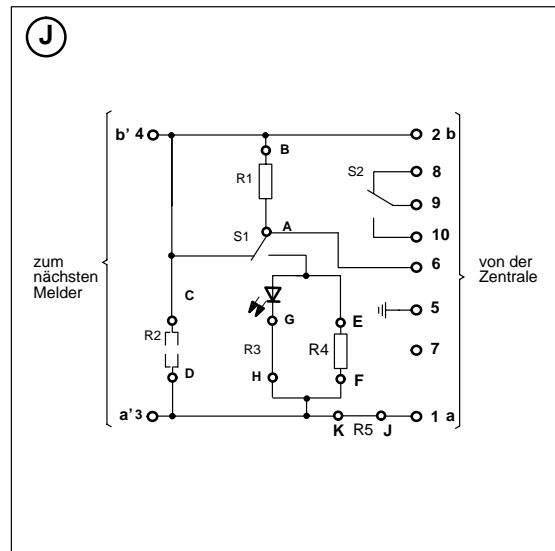 J
b' 4
2 b
B
8
S2
R1
9
A
10
S1
6
zum
nächsten
Melder
von der
Zentrale
C
5
G
E
R2
R3
R4
7
D
H
F
a' 3
1 a
K
R5
J